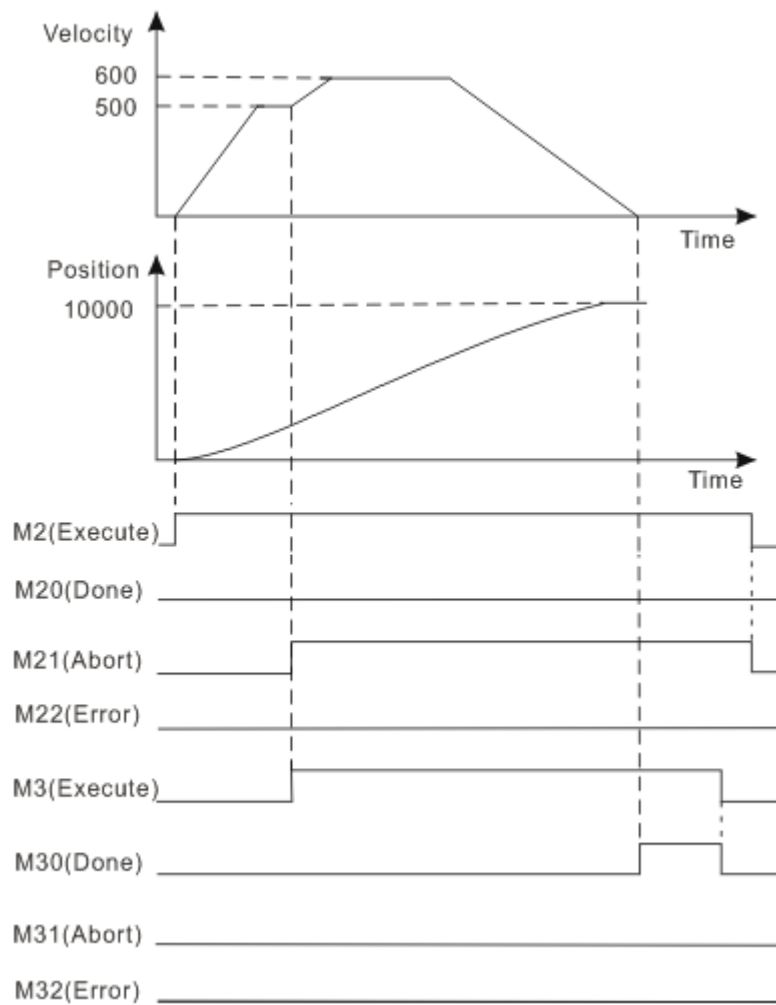 Velocity
600
500
Time
Position
10000
Time
M2(Execute)
M20(Done)
M21(Abort)
M22(Error)
M3(Execute)
M30(Done)
M31(Abort)
M32(Error)